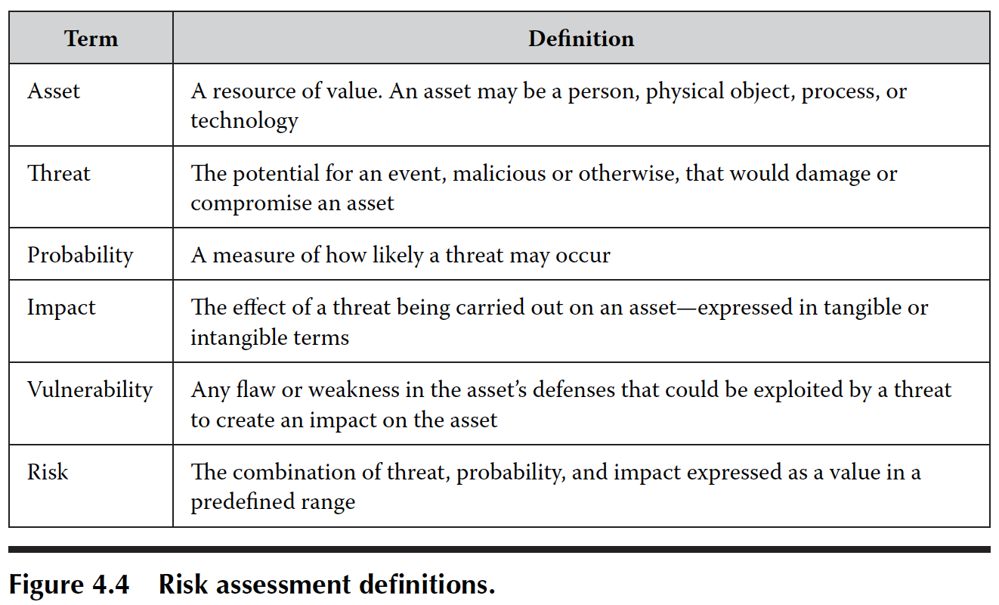 Term
Definition
Asset
A resource of value. An asset may be a person, physical object, process, or
technology
Threat
The potential for an event, malicious or otherwise, that would damage or
compromise an asset
Probability
A measure of how likely a threat may occur
Impact
The effect of a threat being carried out on an asset—expressed in tangible or
intangible terms
Vulnerability
Any flaw or weakness in the asset’s defenses that could be exploited by a threat
to create an impact on the asset
Risk
The combination of threat, probability, and impact expressed as a value in a
predefined range
Figure 4.4 Risk assessment definitions.